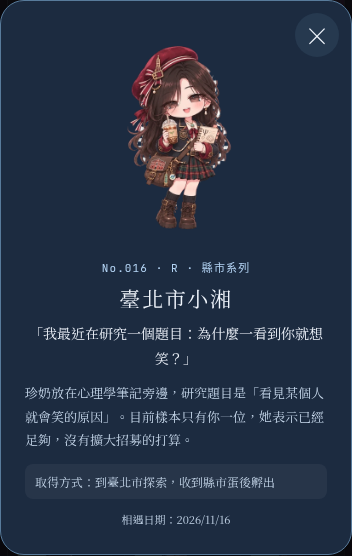 No.016 · R · 縣市系列
臺北市小湘
「我最近在研究一個題目：為什麼一看到你就想
笑？」
珍奶放在心理學筆記旁邊，研究題目是「看見某個人
就會笑的原因」。目前樣本只有你一位，她表示已經
足夠，沒有擴大招募的打算。
取得方式：到臺北市探索，收到縣市蛋後孵出
相遇日期：2026/11/16